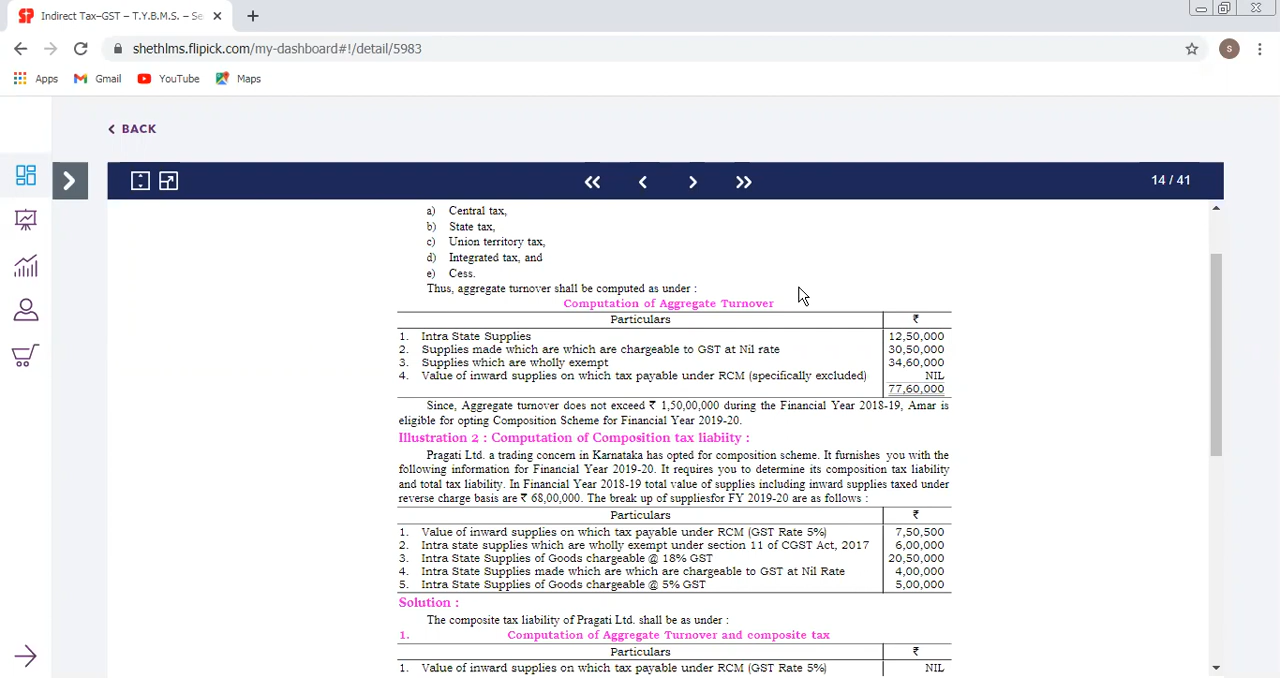 Indirect Tax–GST – T.Y.B.M.S. – Se
shethlms.flipick.com/my-dashboard#!/detail/5983
S
Apps Gmail YouTube Maps
BACK
14 / 41
a) Central tax,
b) State tax,
c) Union territory tax,
d) Integrated tax, and
e) Cess.
Thus, aggregate turnover shall be computed as under :
Computation of Aggregate Turnover
Particulars ₹
1. Intra State Supplies 12,50,000
2. Supplies made which are which are chargeable to GST at Nil rate 30,50,000
3. Supplies which are wholly exempt 34,60,000
4. Value of inward supplies on which tax payable under RCM (specifically excluded) NIL
77,60,000
Since, Aggregate turnover does not exceed ₹ 1,50,00,000 during the Financial Year 2018-19, Amar is
eligible for opting Composition Scheme for Financial Year 2019-20.
Illustration 2 : Computation of Composition tax liabiity :
Pragati Ltd. a trading concern in Karnataka has opted for composition scheme. It furnishes you with the
following information for Financial Year 2019-20. It requires you to determine its composition tax liability
and total tax liability. In Financial Year 2018-19 total value of supplies including inward supplies taxed under
reverse charge basis are ₹ 68,00,000. The break up of suppliesfor FY 2019-20 are as follows :
Particulars ₹
1. Value of inward supplies on which tax payable under RCM (GST Rate 5%) 7,50,500
2. Intra state supplies which are wholly exempt under section 11 of CGST Act, 2017 6,00,000
3. Intra State Supplies of Goods chargeable @ 18% GST 20,50,000
4. Intra State Supplies made which are which are chargeable to GST at Nil Rate 4,00,000
5. Intra State Supplies of Goods chargeable @ 5% GST 5,00,000
Solution :
The composite tax liability of Pragati Ltd. shall be as under :
1. Computation of Aggregate Turnover and composite tax
Particulars ₹
1. Value of inward supplies on which tax payable under RCM (GST Rate 5%) NIL